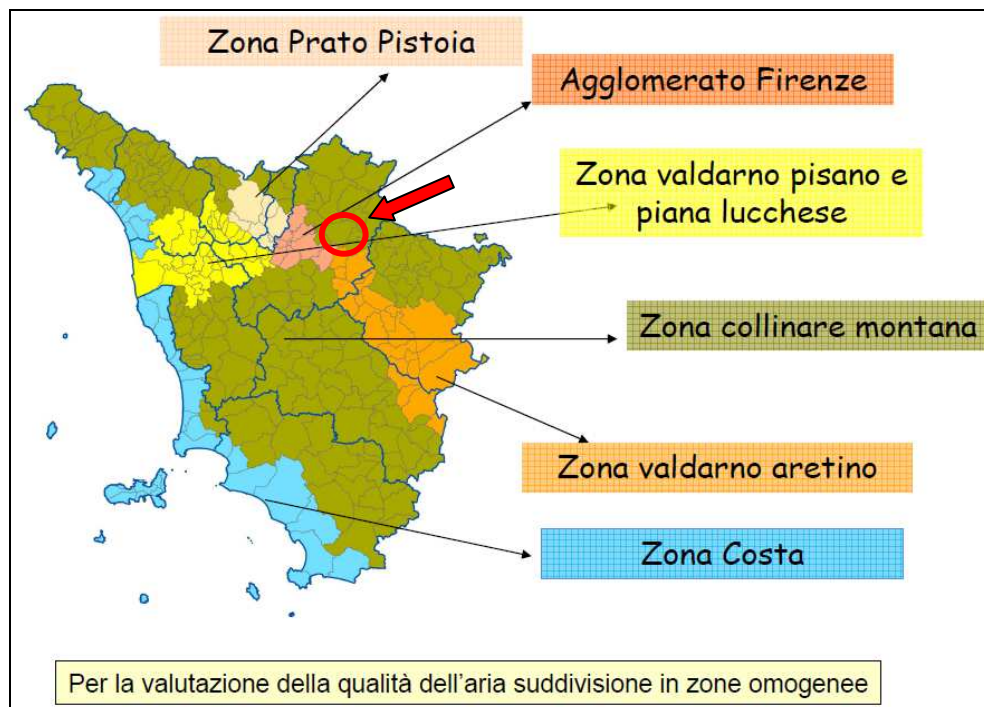 Zona Prato Pistoia
Agglomerato Firenze
Zona valdarno pisano e
piana lucchese
Zona collinare montana
Zona valdarno aretino
Zona Costa
Per la valutazione della qualità dell'aria suddivisione in zone omogenee